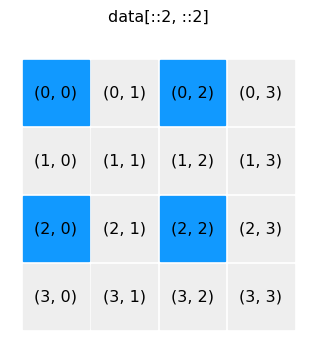 data[::2, ::2]
(0, 0) (0, 1) (0, 2) (0, 3)
(1, 0) (1, 1) (1, 2) (1, 3)
(2, 0) (2, 1) (2, 2) (2, 3)
(3, 0) (3, 1) (3, 2) (3, 3)